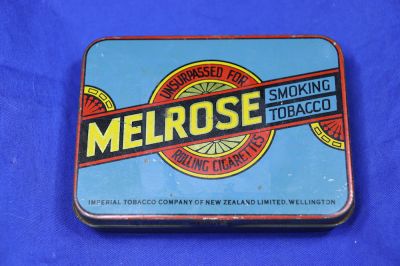 UNSURPASSED FOR
MELROSE
SMOKING
TOBACCO
ROLLING CIGARETTES
IMPERIAL TOBACCO COMPANY OF NEW ZEALAND LIMITED, WELLINGTON